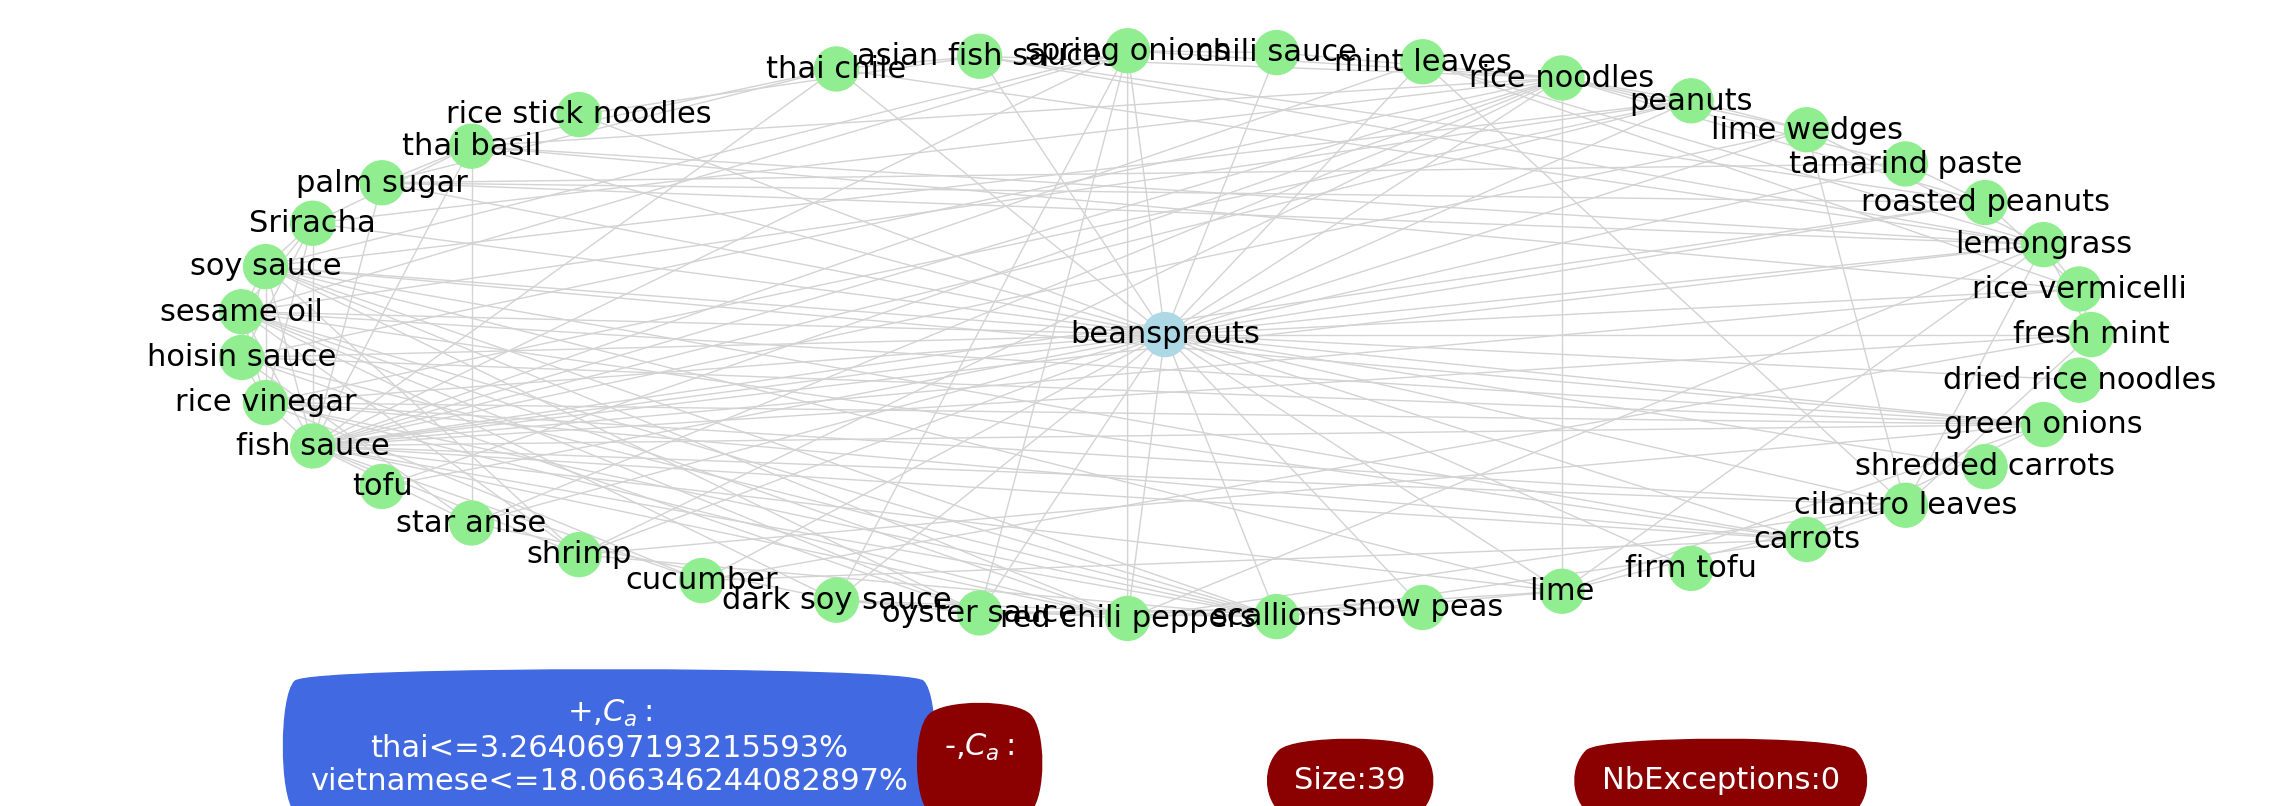 spring onions
chili sauce
asian fish sauce
mint leaves
thai chile
rice noodles
peanuts
rice stick noodles
lime wedges
thai basil
tamarind paste
palm sugar
roasted peanuts
Sriracha
lemongrass
soy sauce
rice vermicelli
sesame oil
beansprouts
fresh mint
hoisin sauce
dried rice noodles
rice vinegar
green onions
fish sauce
shredded carrots
tofu
cilantro leaves
star anise
carrots
shrimp
firm tofu
cucumber
lime
dark soy sauce
snow peas
oyster sauce
red chili peppers
scallions
+,Ca :
thai<=3.2640697193215593%
vietnamese<=18.066346244082897%
-,Ca :
Size:39
NbExceptions:0